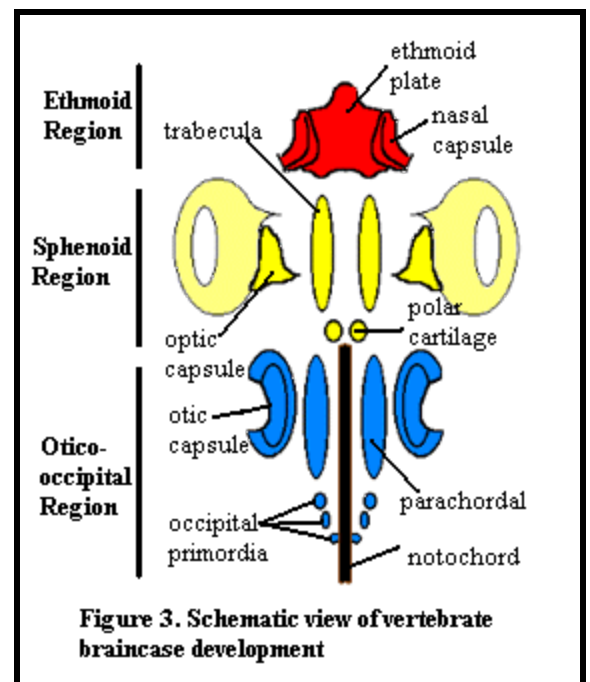 ethmoid
plate
Ethmoid
Region
trabecula
nasal
capsule
Sphenoid
Region
polar
cartilage
optic
capsule
otic
capsule
Otico-
occipital
Region
parachordal
occipital
primordia
notochord
Figure 3. Schematic view of vertebrate
braincase development